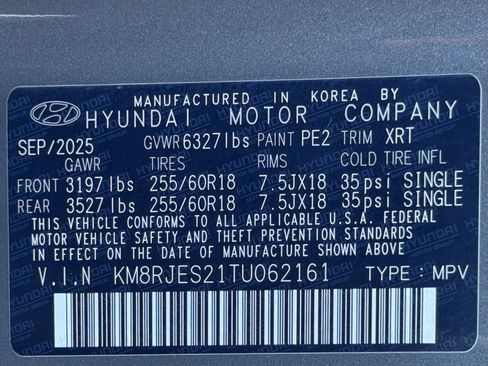 MANUFACTURED IN KOREA BY
HYUNDAI MOTOR COMPANY
SEP/2025 GVWR 6327lbs PAINT PE2 TRIM XRT
GAWR TIRES RIMS COLD TIRE INFL
FRONT 3197lbs 255/60R18 7.5JX18 35psi SINGLE
REAR 3527lbs 255/60R18 7.5JX18 35psi SINGLE
THIS VEHICLE CONFORMS TO ALL APPLICABLE U.S.A. FEDERAL
MOTOR VEHICLE SAFETY AND THEFT PREVENTION STANDARDS
IN EFFECT ON THE DATE OF MANUFACTURE SHOWN ABOVE.
V.I.N KM8RJES21TU062161 TYPE : MPV